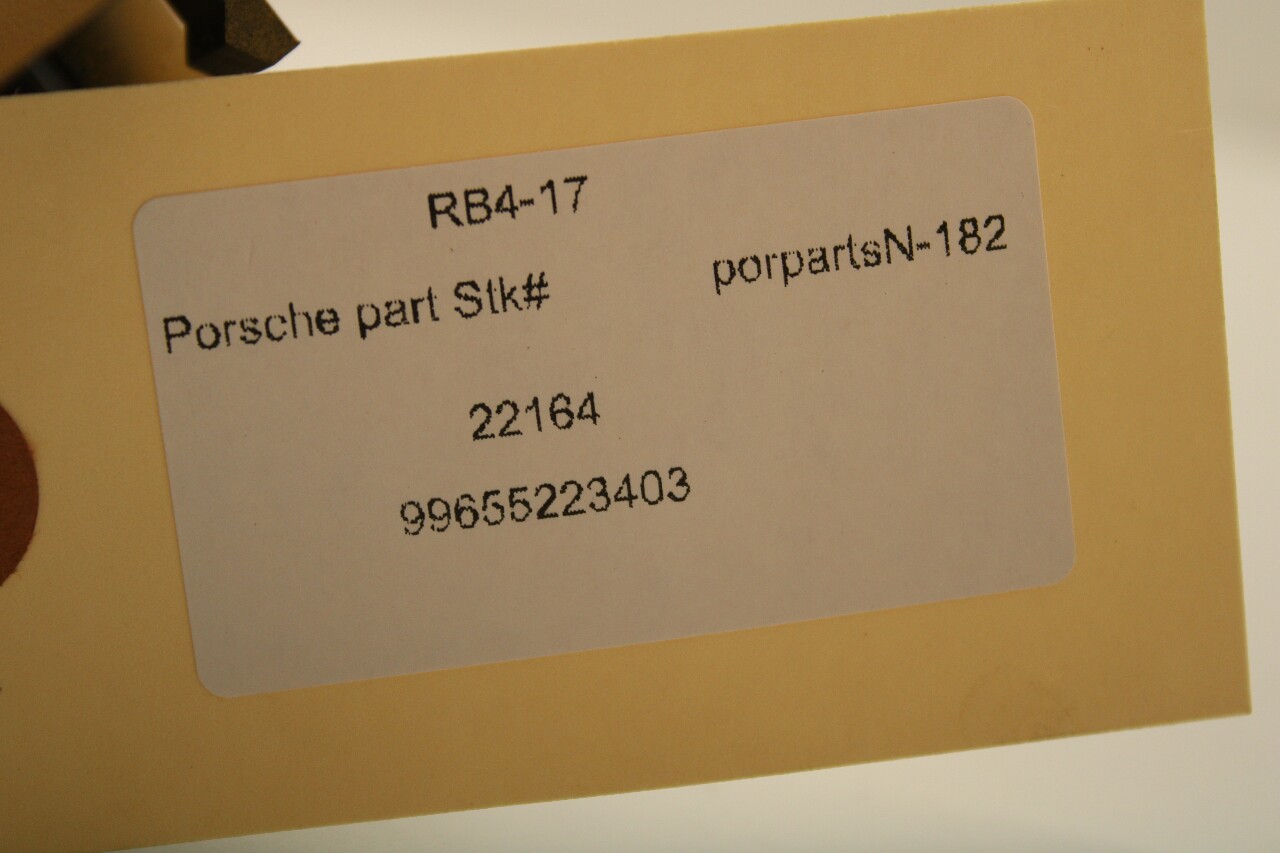 RB4-17
porpartsN-182
Porsche part Stk#
22164
99655223403